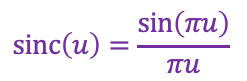 sinc(u) = sin(πu) / πu